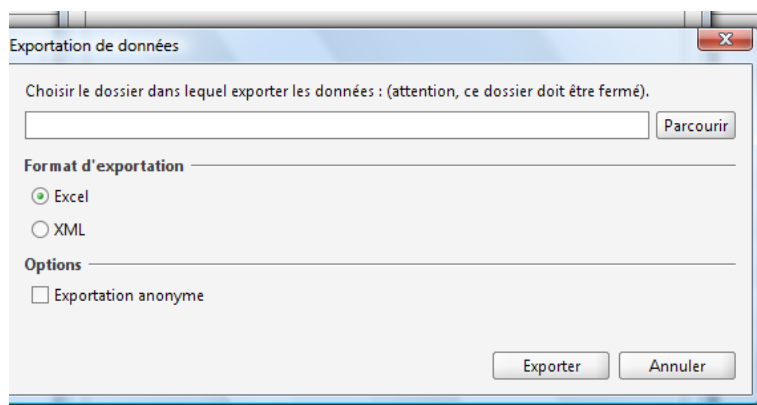 Exportation de données
Choisir le dossier dans lequel exporter les données : (attention, ce dossier doit être fermé).
Parcourir
Format d'exportation
Excel
XML
Options
Exportation anonyme
Exporter Annuler